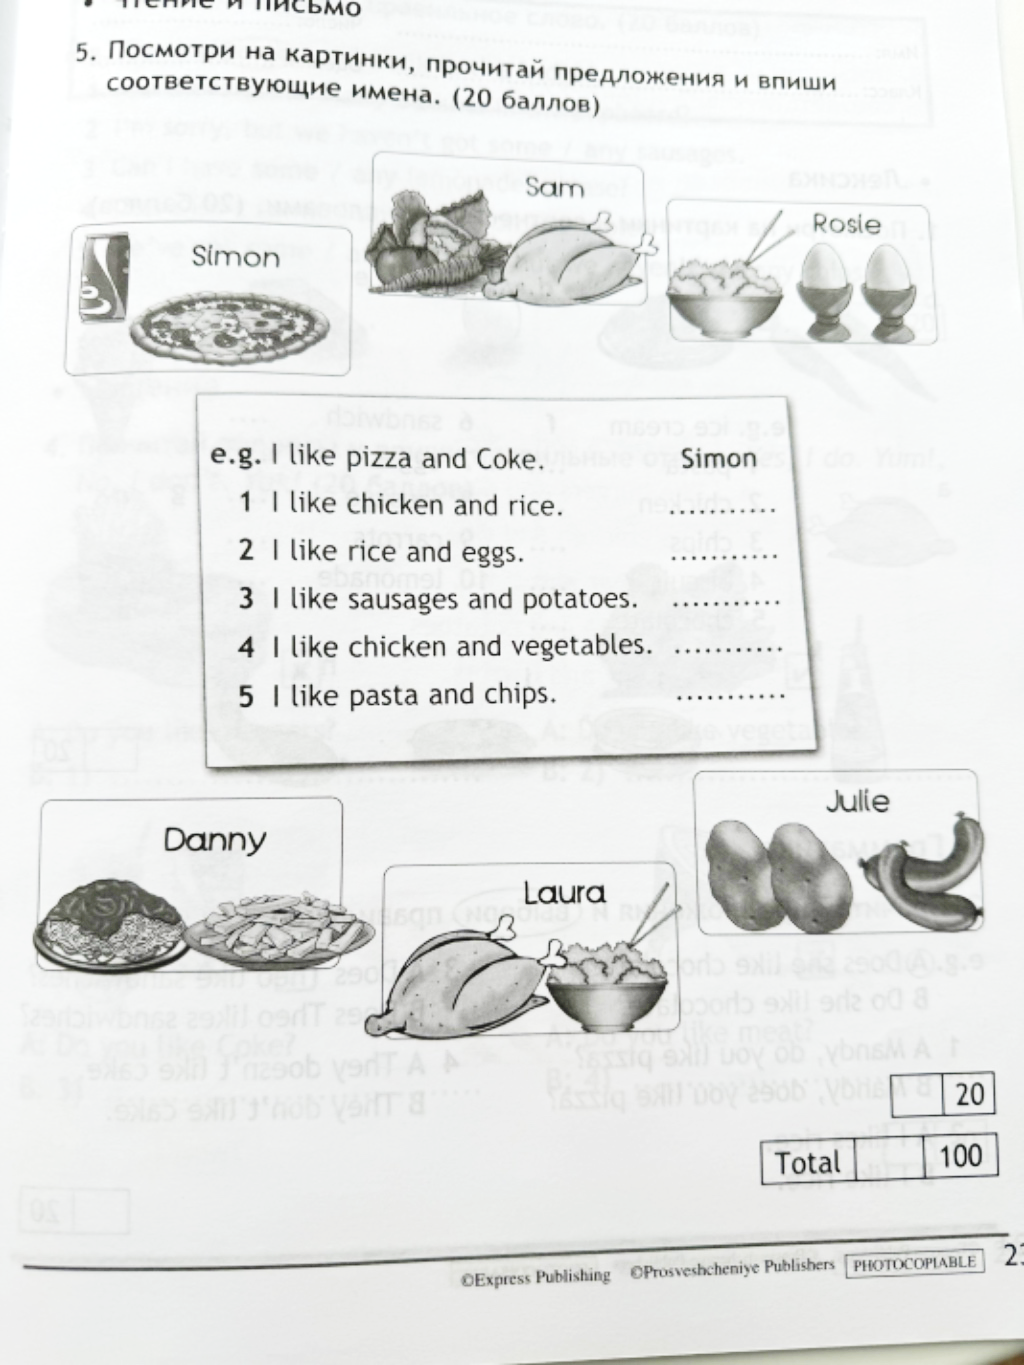 • Чтение и письмо
5. Посмотри на картинки, прочитай предложения и впиши
соответствующие имена. (20 баллов)
Sam
Rosie
Simon
e.g. I like pizza and Coke. Simon
1 I like chicken and rice. ............
2 I like rice and eggs. ............
3 I like sausages and potatoes. ............
4 I like chicken and vegetables. ............
5 I like pasta and chips. ............
Julie
Danny
Laura
20
Total 100
©Express Publishing ©Prosveshcheniye Publishers PHOTOCOPIABLE